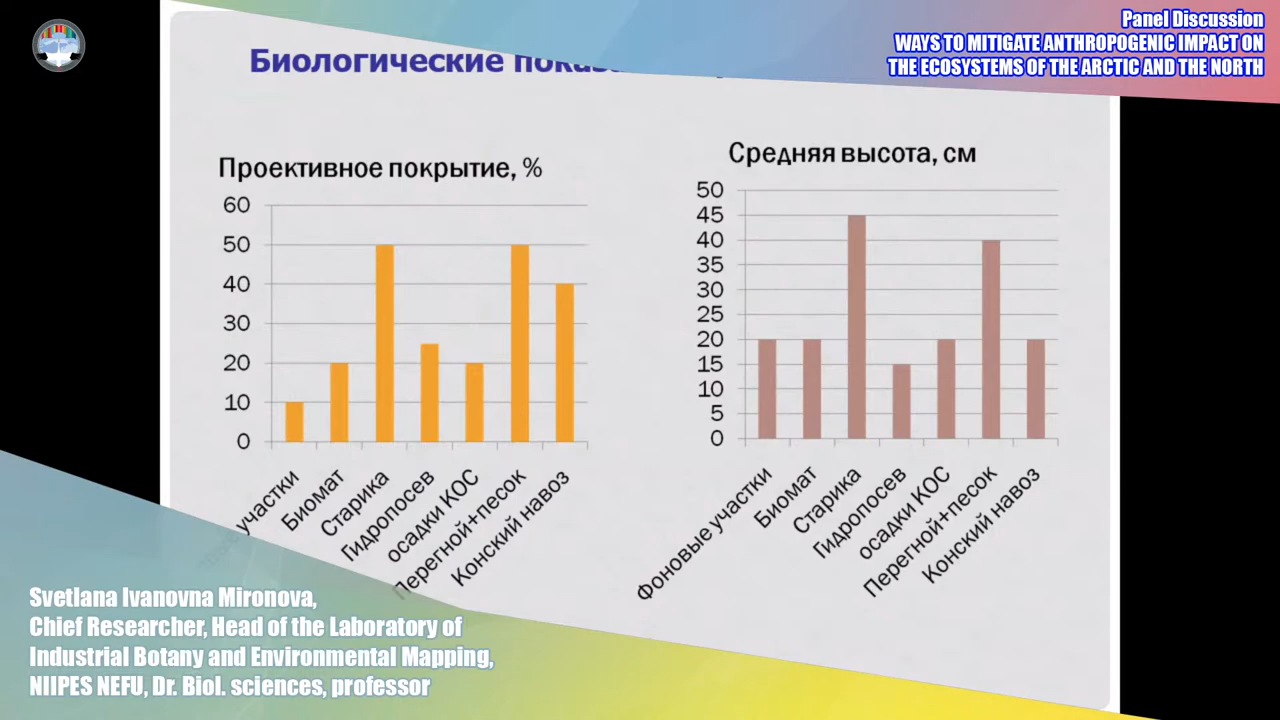 Panel Discussion
WAYS TO MITIGATE ANTHROPOGENIC IMPACT ON
THE ECOSYSTEMS OF THE ARCTIC AND THE NORTH
Биологические
Проективное покрытие, %
60
50
40
30
20
10
0
участки
Биомат
Старика
Гидропосев
осадки КОС
Перегной+песок
Конский навоз
Средняя высота, см
50
45
40
35
30
25
20
15
10
5
0
Фоновые участки
Биомат
Старика
Гидропосев
осадки КОС
Перегной+песок
Конский навоз
Svetlana Ivanovna Mironova,
Chief Researcher, Head of the Laboratory of
Industrial Botany and Environmental Mapping,
NIIPES NEFU, Dr. Biol. sciences, professor